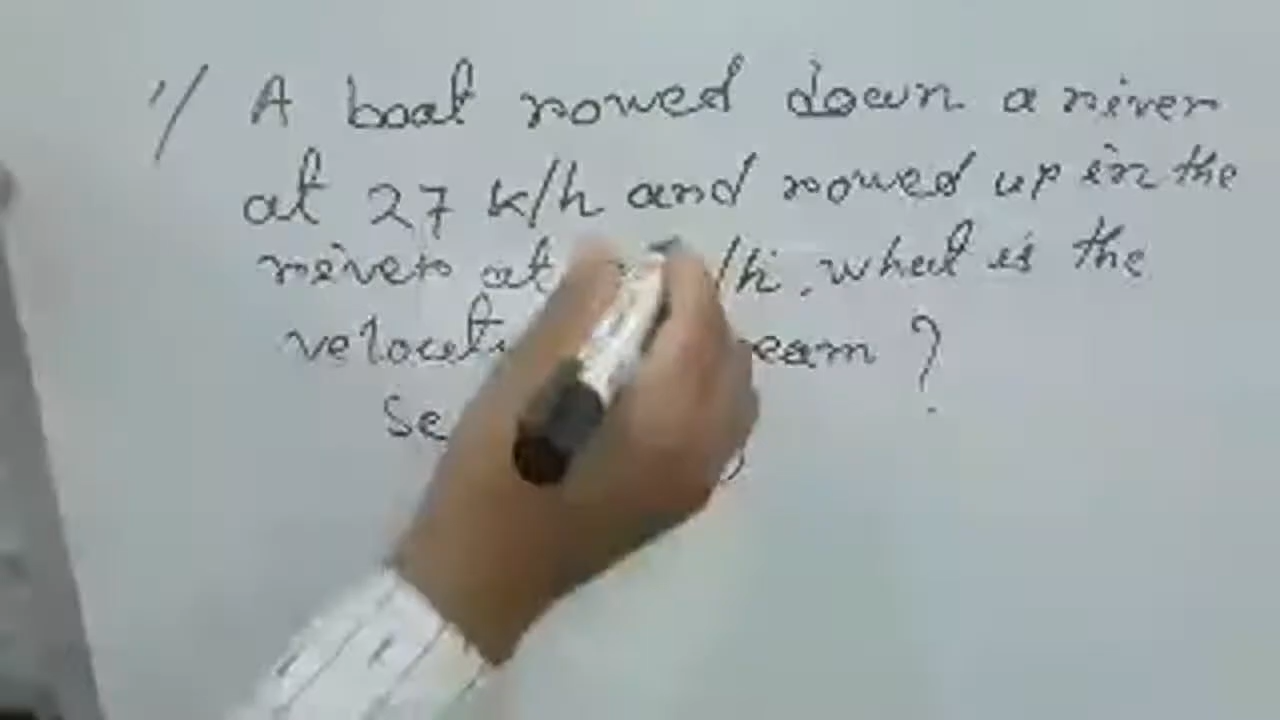 1/ A boat rowed down a river
at 27 k/h and rowed up in the
river at /h, what is the
velocity eam ?
Se